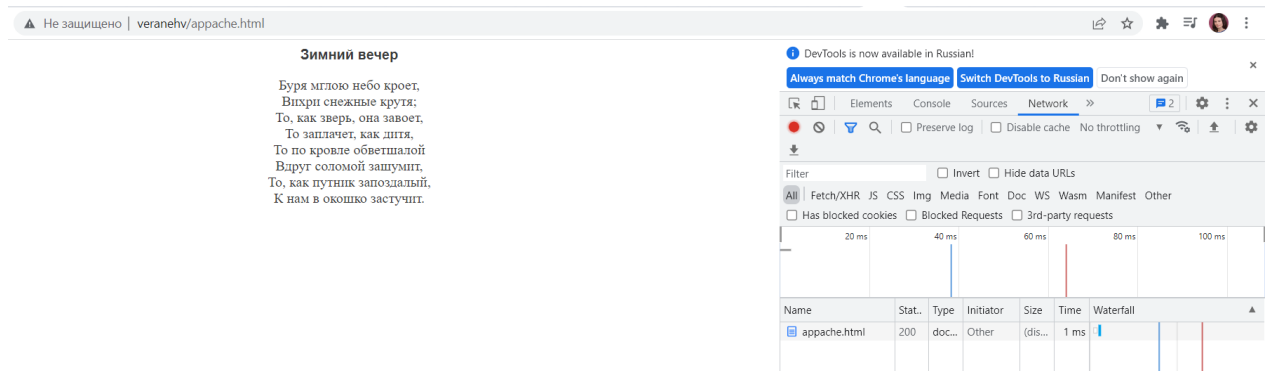 Не защищено | veranehv/appache.html
Зимний вечер
Буря мглою небо кроет,
Вихри снежные крутя;
То, как зверь, она завоет,
То заплачет, как дитя,
То по кровле обветшалой
Вдруг соломой зашумит,
То, как путник запоздалый,
К нам в окошко застучит.
DevTools is now available in Russian!
Always match Chrome's language Switch DevTools to Russian Don't show again
Elements Console Sources Network 2
Preserve log Disable cache No throttling
Filter Invert Hide data URLs
All Fetch/XHR JS CSS Img Media Font Doc WS Wasm Manifest Other
Has blocked cookies Blocked Requests 3rd-party requests
20 ms 40 ms 60 ms 80 ms 100 ms
Name Stat.. Type Initiator Size Time Waterfall
appache.html 200 doc... Other (dis... 1 ms